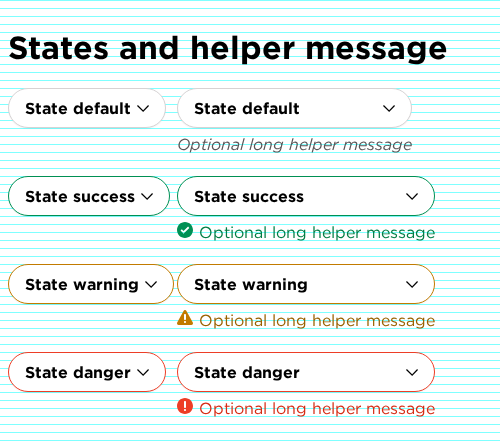 States and helper message
State default State default
Optional long helper message
State success State success
Optional long helper message
State warning State warning
Optional long helper message
State danger State danger
Optional long helper message